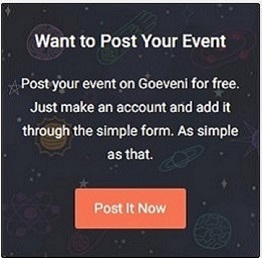 Want to Post Your Event
Post your event on Goeveni for free.
Just make an account and add it
through the simple form. As simple
as that.
Post It Now